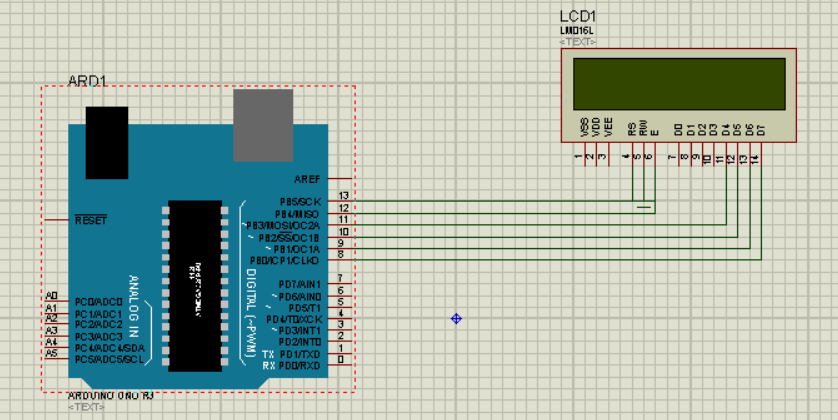 LCD1
LM016L
<TEXT>
VSS
VDD
VEE
RS
RW
E
D0
D1
D2
D3
D4
D5
D6
D7
1
2
3
4
5
6
7
8
9
10
11
12
13
14
ARD1
AREF
RESET
13
PB5/SCK
12
PB4/MISO
11
~ PB3/MOSI/OC2A
10
~ PB2/SS/OC1B
9
~ PB1/OC1A
8
PB0/ICP1/CLKO
7
PD7/AIN1
6
~ PD6/AIN0
5
~ PD5/T1
4
PD4/T0/XCK
3
~ PD3/INT1
2
PD2/INT0
1
TX PD1/TXD
0
RX PD0/RXD
DIGITAL (~PWM)
ANALOG IN
A0
PC0/ADC0
A1
PC1/ADC1
A2
PC2/ADC2
A3
PC3/ADC3
A4
PC4/ADC4/SDA
A5
PC5/ADC5/SCL
ARDUINO UNO R3
<TEXT>